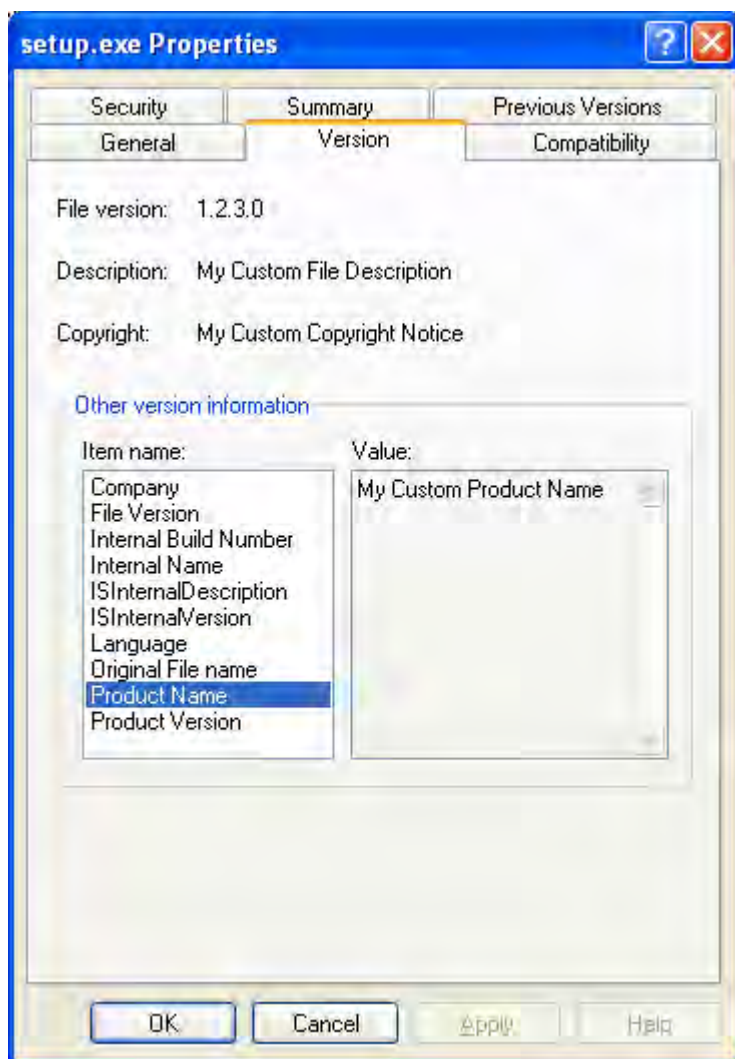 setup.exe Properties
Security Summary Previous Versions
General Version Compatibility
File version: 1.2.3.0
Description: My Custom File Description
Copyright: My Custom Copyright Notice
Other version information
Item name: Value:
Company My Custom Product Name
File Version
Internal Build Number
Internal Name
ISInternalDescription
ISInternalVersion
Language
Original File name
Product Name
Product Version
OK Cancel Apply Help